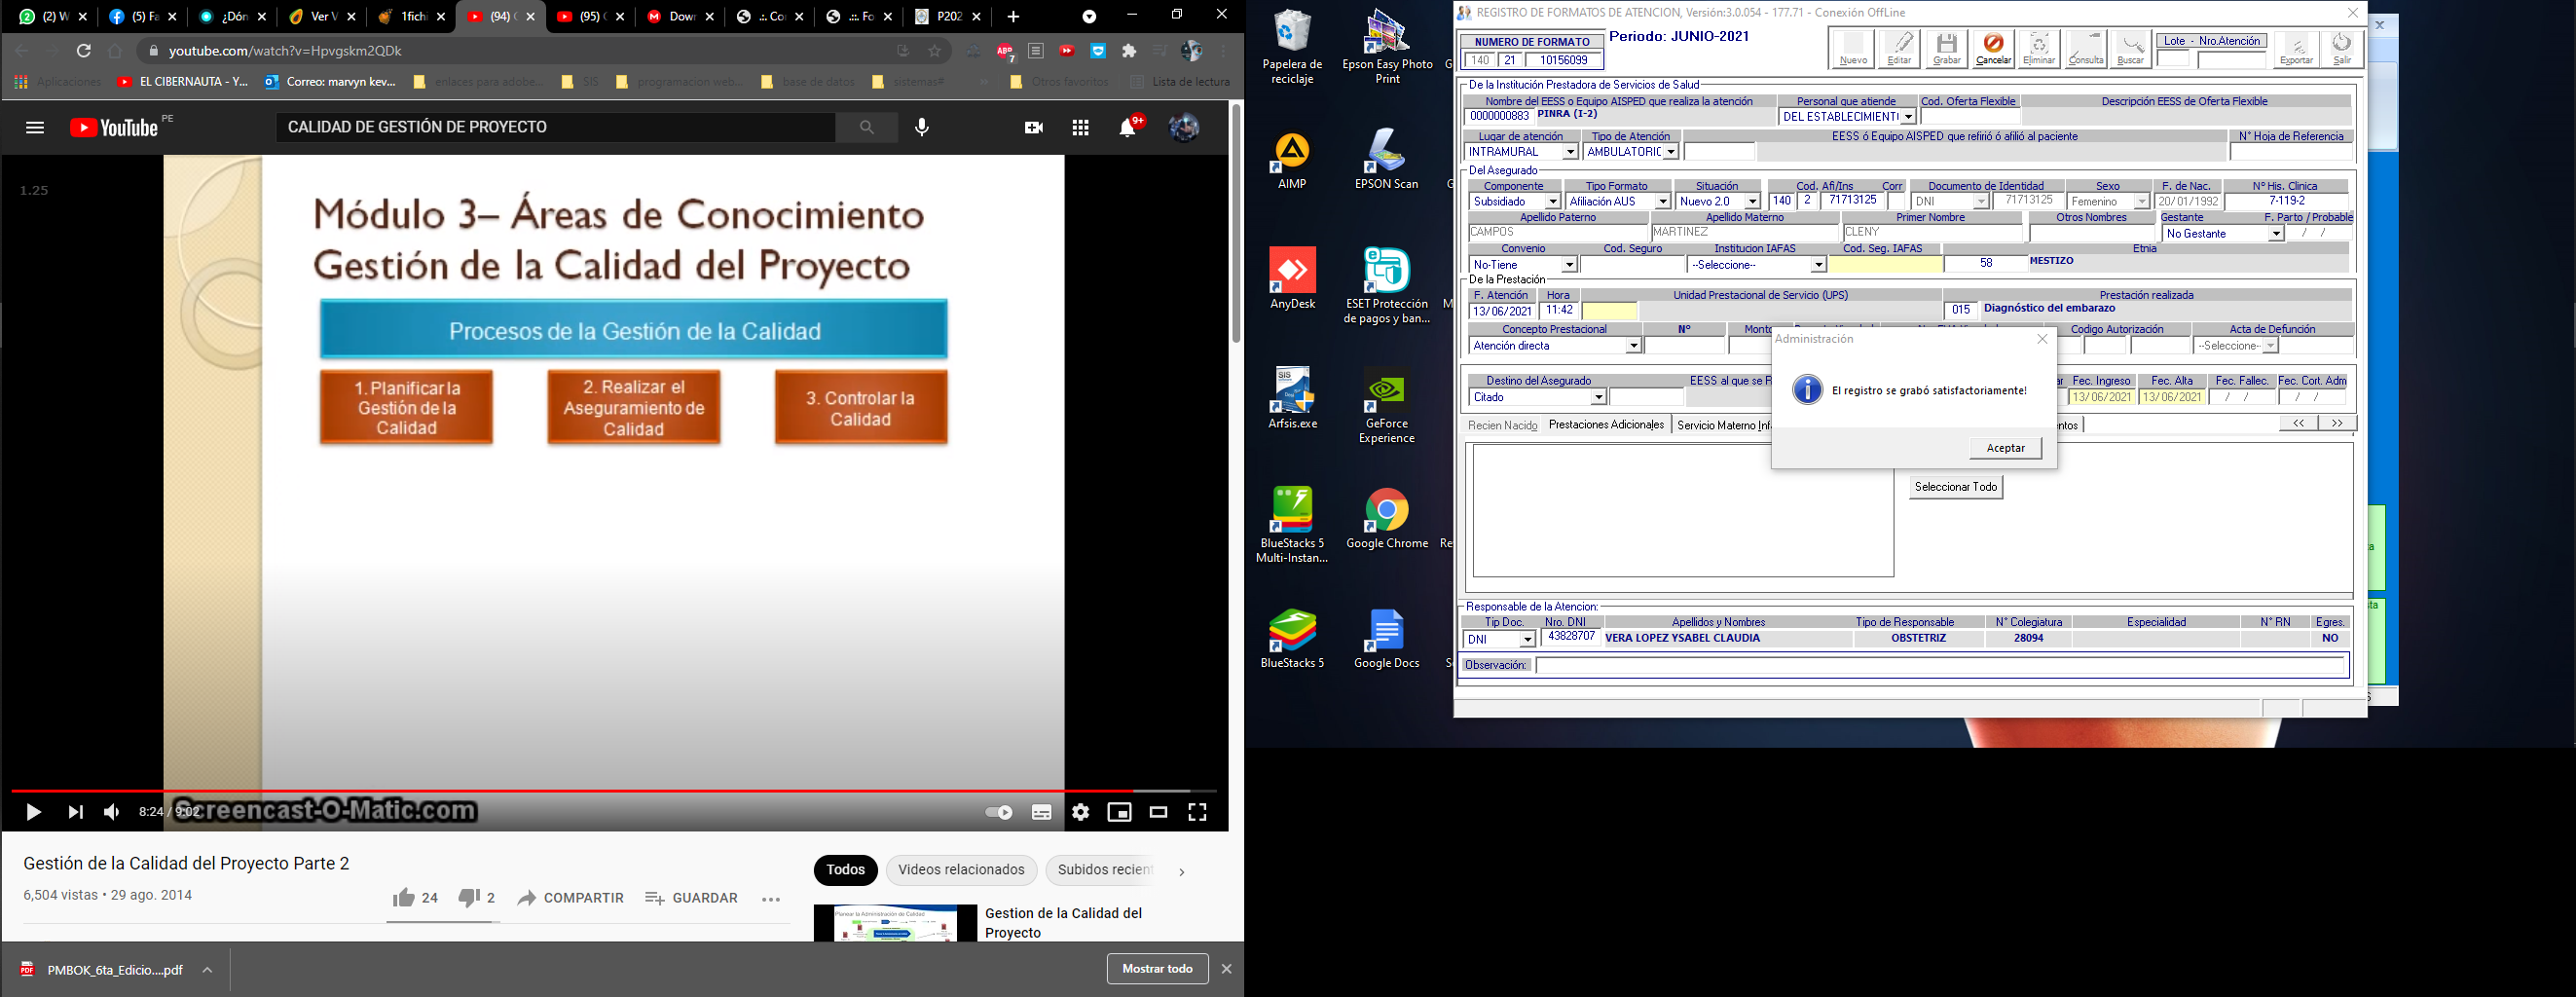 (2) W
(5) Fa
¿Dón
Ver V
1fichi
(94) G
(95) G
Dowr
.:. Cor
.::. Fo
P202
youtube.com/watch?v=Hpvgskm2QDk
Aplicaciones
EL CIBERNAUTA - Y...
Correo: marvyn kev...
enlaces para adobe...
SIS
programacion web...
base de datos
sistemas#
Otros favoritos
Lista de lectura
YouTube PE
CALIDAD DE GESTIÓN DE PROYECTO
9+
1.25
Módulo 3– Áreas de Conocimiento
Gestión de la Calidad del Proyecto
Procesos de la Gestión de la Calidad
1. Planificar la
Gestión de la
Calidad
2. Realizar el
Aseguramiento de
Calidad
3. Controlar la
Calidad
Screencast-O-Matic.com
8:24 / 9:02
Gestión de la Calidad del Proyecto Parte 2
6,504 vistas • 29 ago. 2014
24
2
COMPARTIR
GUARDAR
Todos
Videos relacionados
Subidos recient
Planear la Administración de Calidad
Gestion de la Calidad del
Proyecto
PMBOK_6ta_Edicio....pdf
Mostrar todo
Papelera de
reciclaje
Epson Easy Photo
Print
AIMP
EPSON Scan
AnyDesk
ESET Protección
de pagos y ban...
Arfsis.exe
GeForce
Experience
BlueStacks 5
Multi-Instan...
Google Chrome
BlueStacks 5
Google Docs
REGISTRO DE FORMATOS DE ATENCION, Versión:3.0.054 - 177.71 - Conexión OffLine
NUMERO DE FORMATO
140 21 10156099
Periodo: JUNIO-2021
Nuevo
Editar
Grabar
Cancelar
Eliminar
Consulta
Buscar
Lote - Nro.Atención
Exportar
Salir
De la Institución Prestadora de Servicios de Salud
Nombre del EESS o Equipo AISPED que realiza la atención
Personal que atiende
Cod. Oferta Flexible
Descripción EESS de Oferta Flexible
0000000883 PINRA (I-2)
DEL ESTABLECIMIENT
Lugar de atención
Tipo de Atención
EESS ó Equipo AISPED que refirió ó afilió al paciente
N° Hoja de Referencia
INTRAMURAL
AMBULATORIC
Del Asegurado
Componente
Tipo Formato
Situación
Cod. Afi/Ins
Corr
Documento de Identidad
Sexo
F. de Nac.
N° His. Clinica
Subsidiado
Afiliación AUS
Nuevo 2.0
140 2 71713125
DNI
71713125
Femenino
20/01/1992
7-119-2
Apellido Paterno
Apellido Materno
Primer Nombre
Otros Nombres
Gestante
F. Parto / Probable
CAMPOS
MARTINEZ
CLENY
No Gestante
/ /
Convenio
Cod. Seguro
Institucion IAFAS
Cod. Seg. IAFAS
Etnia
No-Tiene
--Seleccione--
58
MESTIZO
De la Prestación
F. Atención
Hora
Unidad Prestacional de Servicio (UPS)
Prestación realizada
13/06/2021
11:42
015
Diagnóstico del embarazo
Concepto Prestacional
N°
Monto
Codigo Autorización
Acta de Defunción
Atención directa
--Seleccione--
Administración
El registro se grabó satisfactoriamente!
Aceptar
Destino del Asegurado
EESS al que se R
Fec. Ingreso
Fec. Alta
Fec. Fallec.
Fec. Cort. Adm
Citado
13/06/2021
13/06/2021
/ /
/ /
Recien Nacido
Prestaciones Adicionales
Servicio Materno Infa
ntos
<<
>>
Seleccionar Todo
Responsable de la Atencion:
Tip Doc.
Nro. DNI
Apellidos y Nombres
Tipo de Responsable
N° Colegiatura
Especialidad
N° RN
Egres.
DNI
43828707
VERA LOPEZ YSABEL CLAUDIA
OBSTETRIZ
28094
NO
Observación: